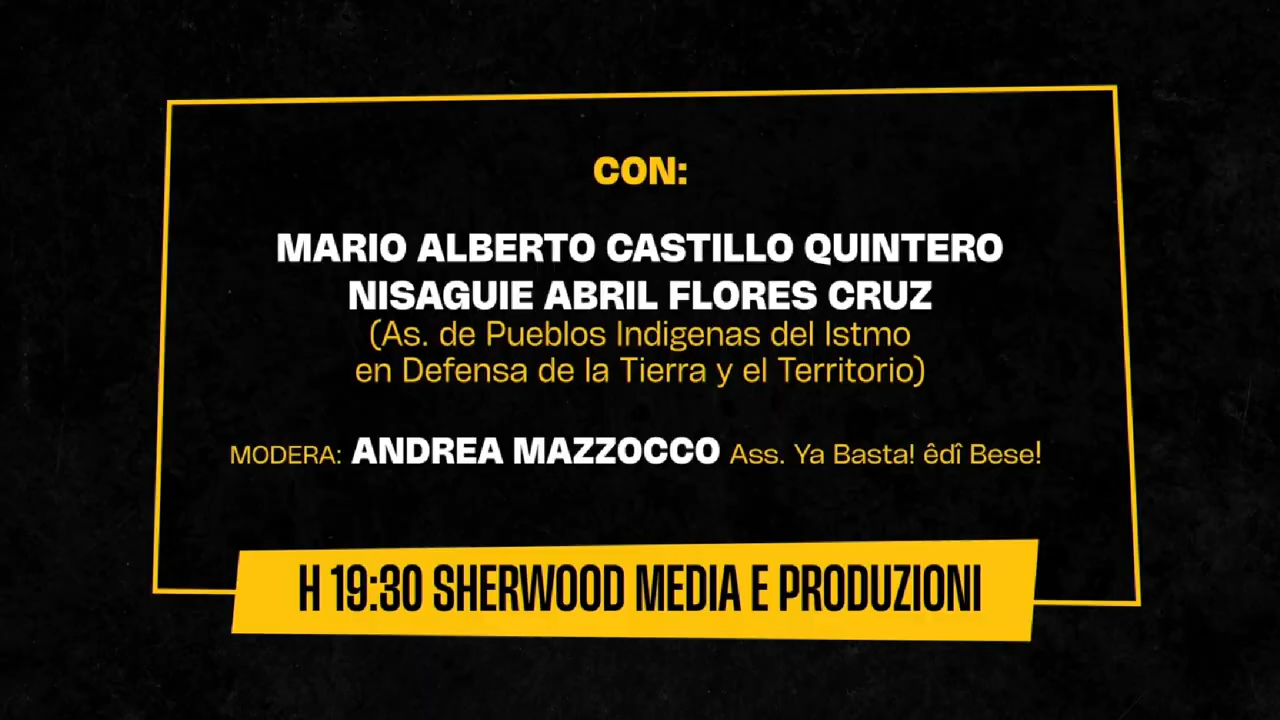 CON:
MARIO ALBERTO CASTILLO QUINTERO
NISAGUIE ABRIL FLORES CRUZ
(As. de Pueblos Indigenas del Istmo
en Defensa de la Tierra y el Territorio)
MODERA: ANDREA MAZZOCCO Ass. Ya Basta! êdî Bese!
H 19:30 SHERWOOD MEDIA E PRODUZIONI